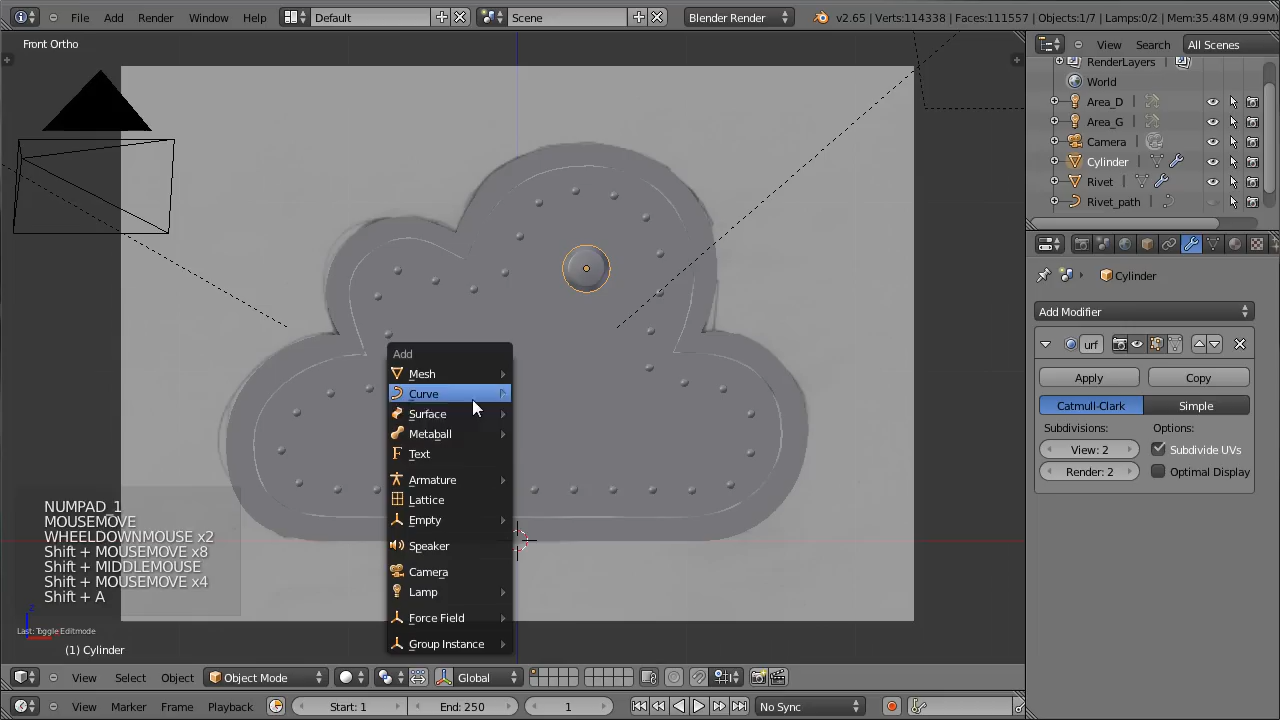 File Add Render Window Help Default Scene Blender Render v2.65 | Verts:114338 | Faces:111557 | Objects:1/7 | Lamps:0/2 | Mem:35.48M (9.99M)
Front Ortho
View Search All Scenes
RenderLayers
World
Area_D
Area_G
Camera
Cylinder
Rivet
Rivet_path
Cylinder
Add Modifier
urf
Apply Copy
Catmull-Clark Simple
Subdivisions: Options:
View: 2 Subdivide UVs
Render: 2 Optimal Display
Add
Mesh
Curve
Surface
Metaball
Text
Armature
Lattice
Empty
Speaker
Camera
Lamp
Force Field
Group Instance
NUMPAD_1
MOUSEMOVE
WHEELDOWNMOUSE x2
Shift + MOUSEMOVE x8
Shift + MIDDLEMOUSE
Shift + MOUSEMOVE x4
Shift + A
z
Last: Toggle Editmode
(1) Cylinder
View Select Object Object Mode Global
View Marker Frame Playback Start: 1 End: 250 1 No Sync